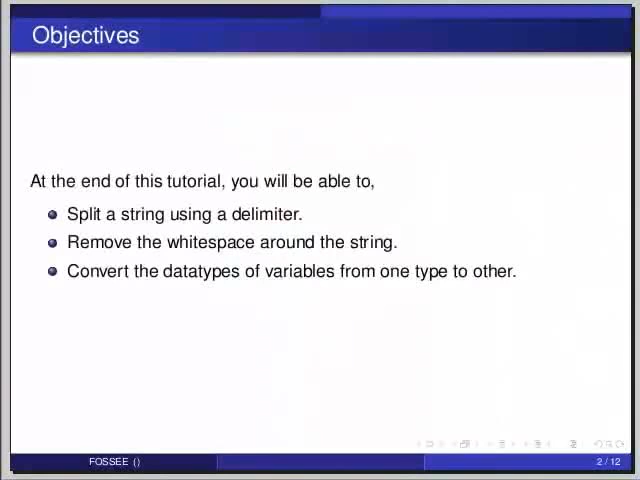 Objectives
At the end of this tutorial, you will be able to,
Split a string using a delimiter.
Remove the whitespace around the string.
Convert the datatypes of variables from one type to other.
FOSSEE ()
2 / 12